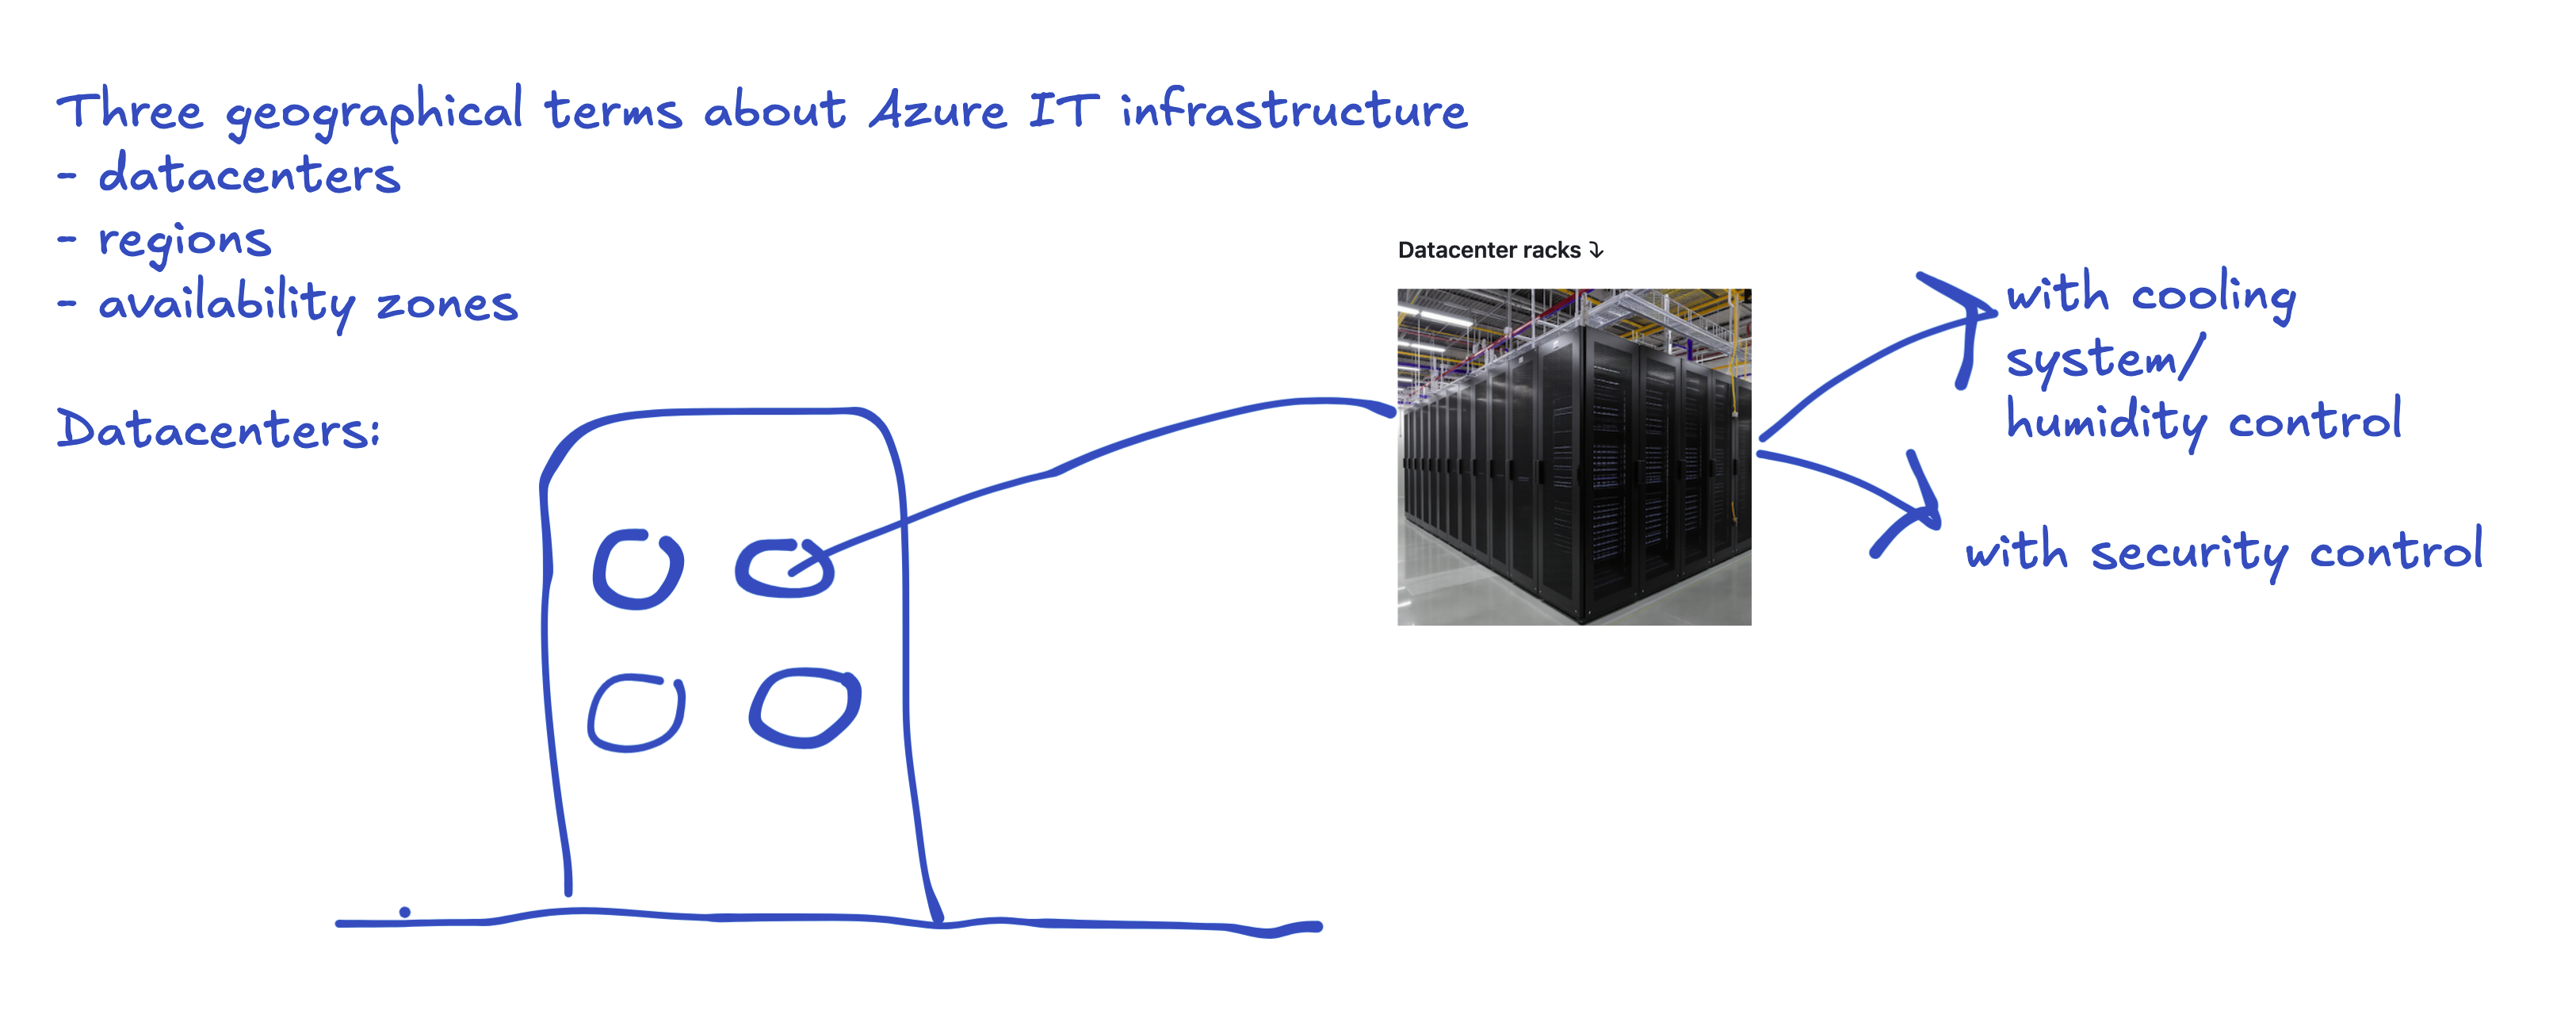 Three geographical terms about Azure IT infrastructure
- datacenters
- regions
- availability zones
Datacenters:
Datacenter racks ⤵
with cooling
system/
humidity control
with security control